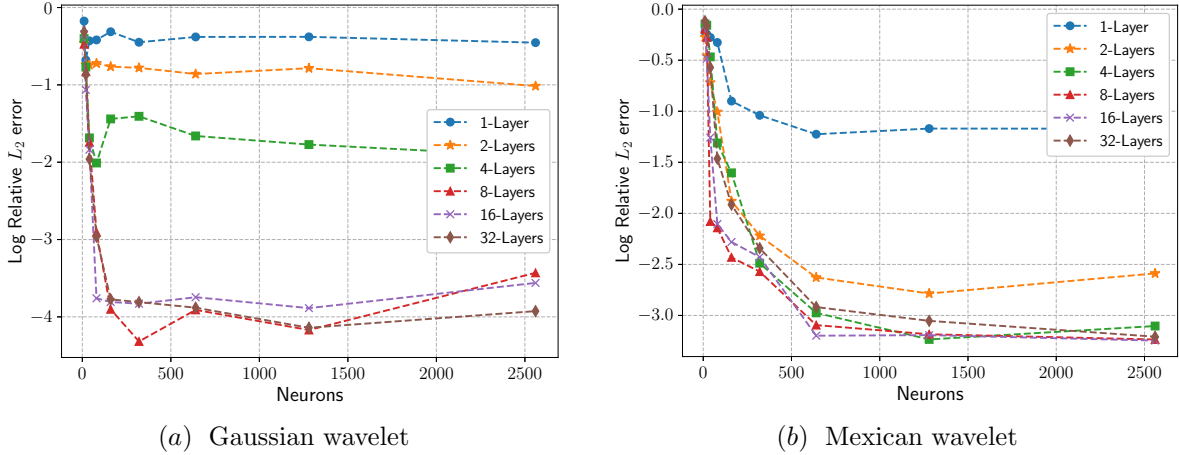 0
−1
−2
−3
−4
Log Relative L₂ error
0
500
1000
1500
2000
2500
Neurons
1-Layer
2-Layers
4-Layers
8-Layers
16-Layers
32-Layers
(a) Gaussian wavelet
0.0
−0.5
−1.0
−1.5
−2.0
−2.5
−3.0
Log Relative L₂ error
0
500
1000
1500
2000
2500
Neurons
1-Layer
2-Layers
4-Layers
8-Layers
16-Layers
32-Layers
(b) Mexican wavelet